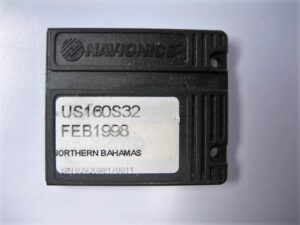 NAVIONICS
US160S32
FEB1998
NORTHERN BAHAMAS